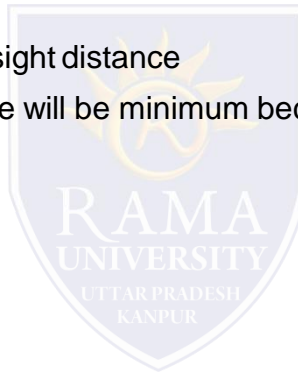 sight distance
e will be minimum bec
RAMA
UNIVERSITY
UTTAR PRADESH
KANPUR